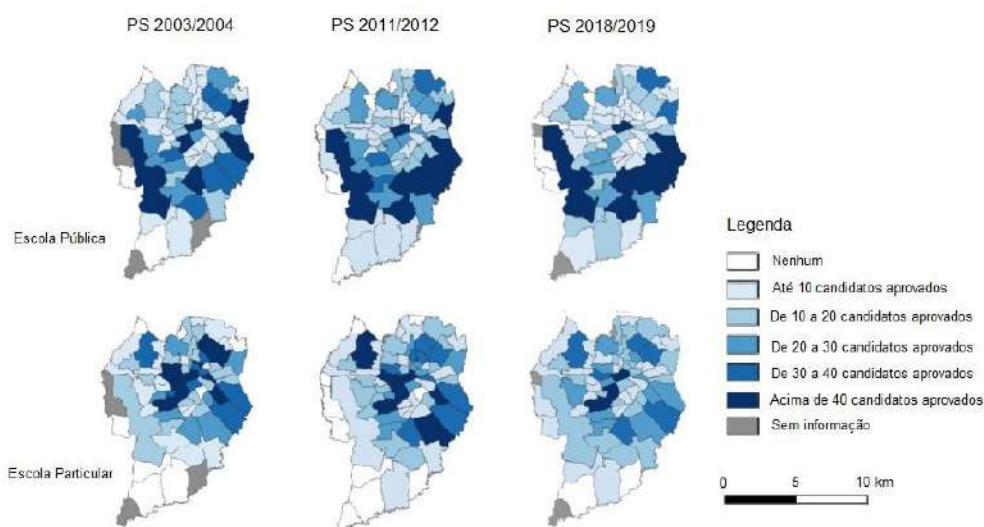 PS 2003/2004
PS 2011/2012
PS 2018/2019
Escola Pública
Escola Particular
Legenda
Nenhum
Até 10 candidatos aprovados
De 10 a 20 candidatos aprovados
De 20 a 30 candidatos aprovados
De 30 a 40 candidatos aprovados
Acima de 40 candidatos aprovados
Sem informação
0 5 10 km